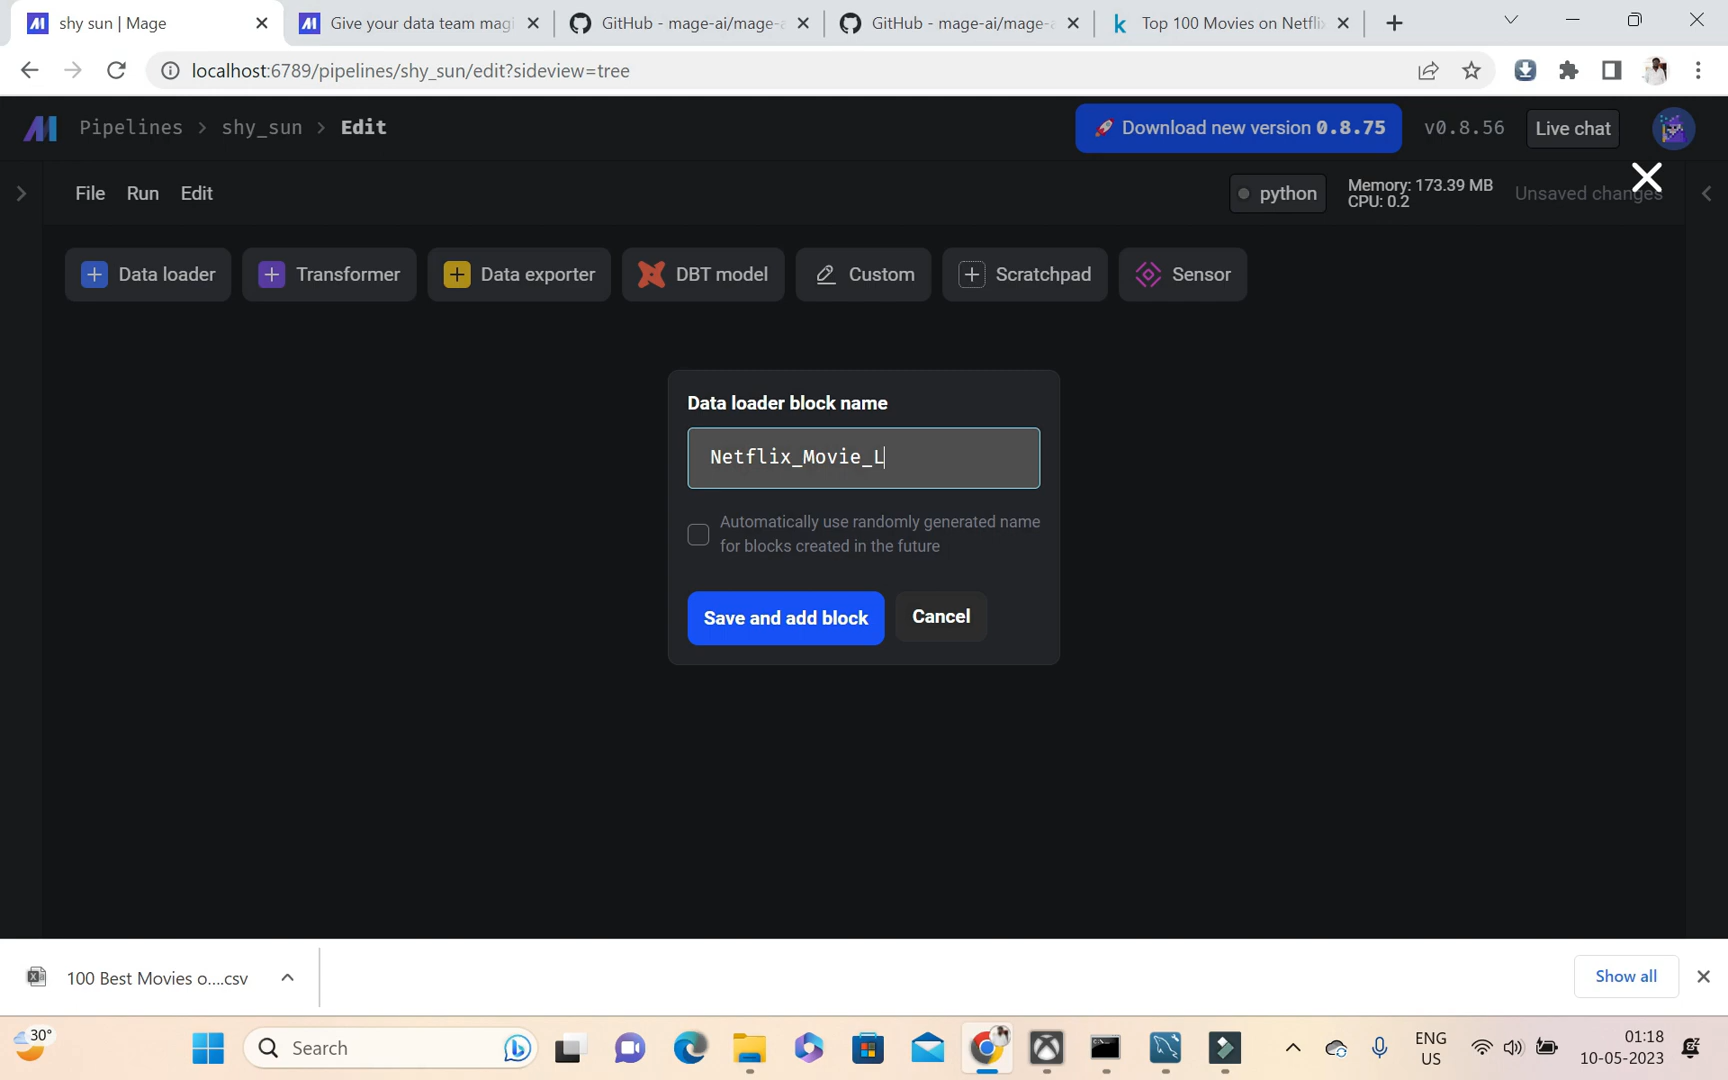 shy sun | Mage
Give your data team magi
GitHub - mage-ai/mage-
GitHub - mage-ai/mage-
k Top 100 Movies on Netfli
localhost:6789/pipelines/shy_sun/edit?sideview=tree
Pipelines > shy_sun > Edit
Download new version 0.8.75
v0.8.56
Live chat
File Run Edit
python
Memory: 173.39 MB
CPU: 0.2
Unsaved changes
Data loader
Transformer
Data exporter
DBT model
Custom
Scratchpad
Sensor
Data loader block name
Netflix_Movie_L
Automatically use randomly generated name
for blocks created in the future
Save and add block
Cancel
100 Best Movies o....csv
Show all
30°
Search
ENG
US
01:18
10-05-2023